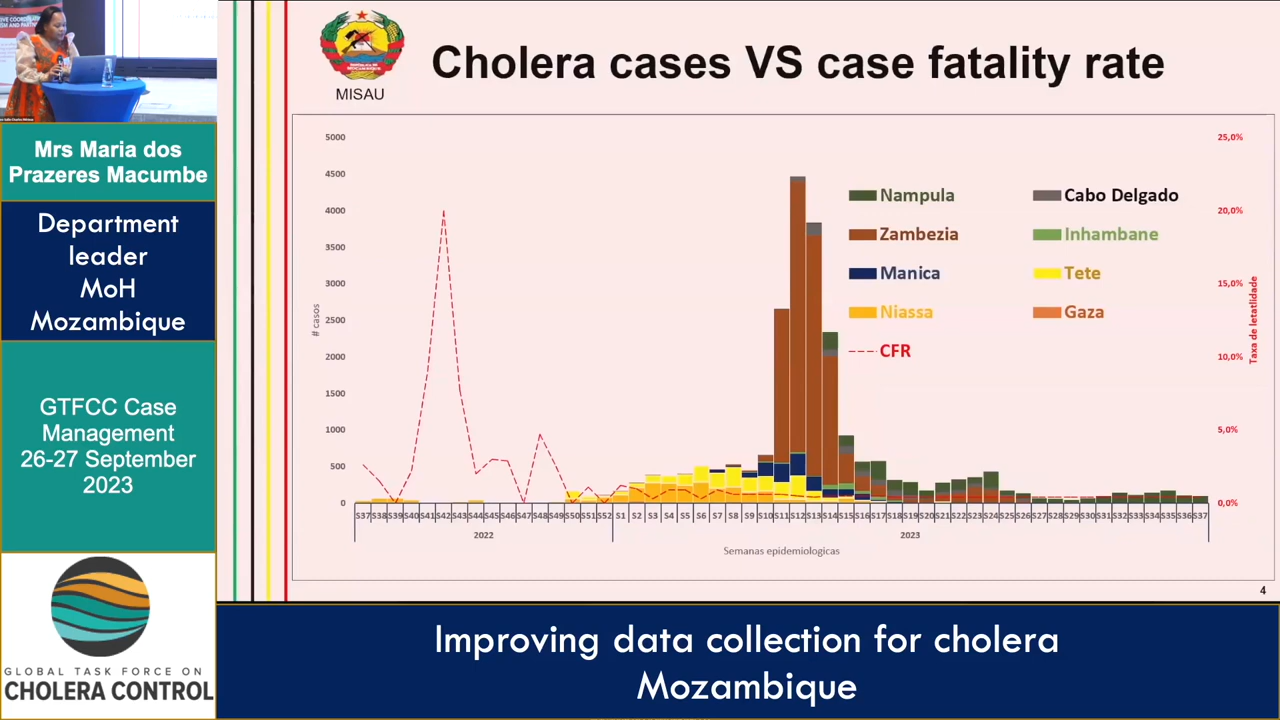 MISAU
Cholera cases VS case fatality rate
Mrs Maria dos
Prazeres Macumbe
Department
leader
MoH
Mozambique
GTFCC Case
Management
26-27 September
2023
GLOBAL TASK FORCE ON
CHOLERA CONTROL
5000
4500
4000
3500
3000
2500
2000
1500
1000
500
0
# casos
25,0%
20,0%
15,0%
10,0%
5,0%
0,0%
Taxa de letatlidade
Nampula
Cabo Delgado
Zambezia
Inhambane
Manica
Tete
Niassa
Gaza
CFR
S37 S38 S39 S40 S41 S42 S43 S44 S45 S46 S47 S48 S49 S50 S51 S52 S1 S2 S3 S4 S5 S6 S7 S8 S9 S10 S11 S12 S13 S14 S15 S16 S17 S18 S19 S20 S21 S22 S23 S24 S25 S26 S27 S28 S29 S30 S31 S32 S33 S34 S35 S36 S37
2022
2023
Semanas epidemiologicas
4
Improving data collection for cholera
Mozambique